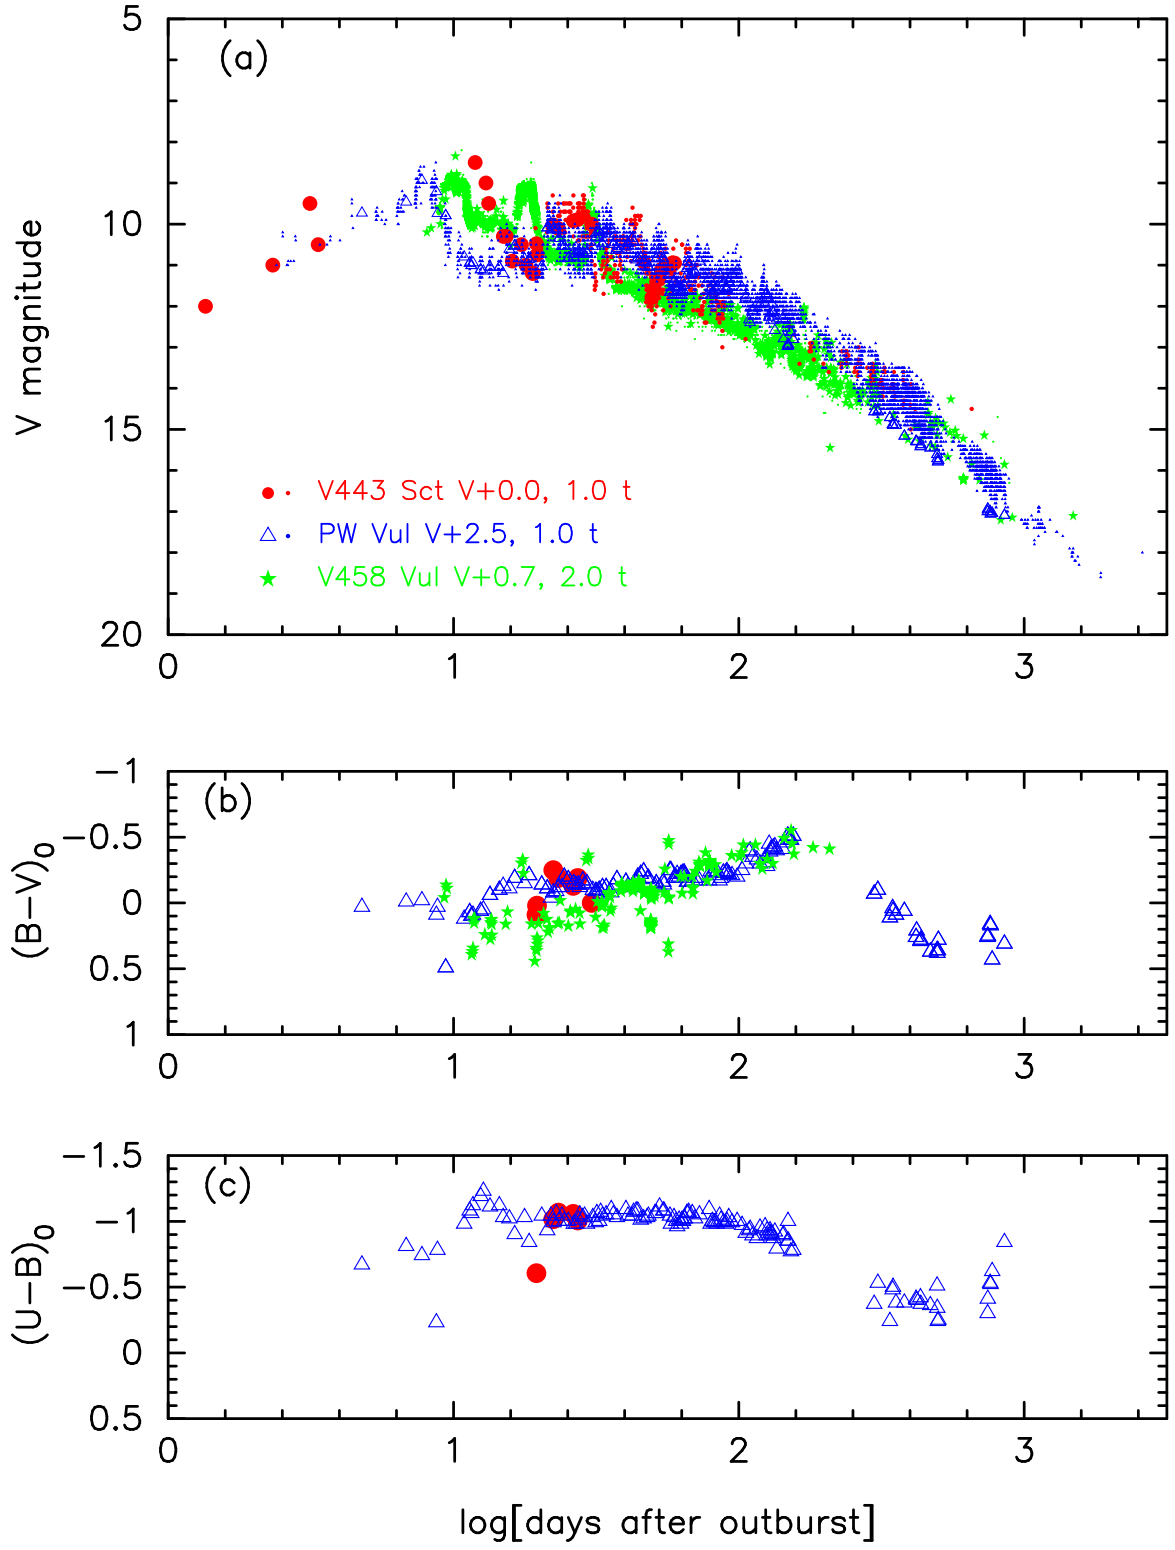 5
(a)
10
V magnitude
15
V443 Sct V+0.0, 1.0 t
PW Vul V+2.5, 1.0 t
V458 Vul V+0.7, 2.0 t
20
0 1 2 3
−1
(b)
−0.5
(B−V)0
0
0.5
1
0 1 2 3
−1.5
(c)
−1
(U−B)0
−0.5
0
0.5
0 1 2 3
log[days after outburst]